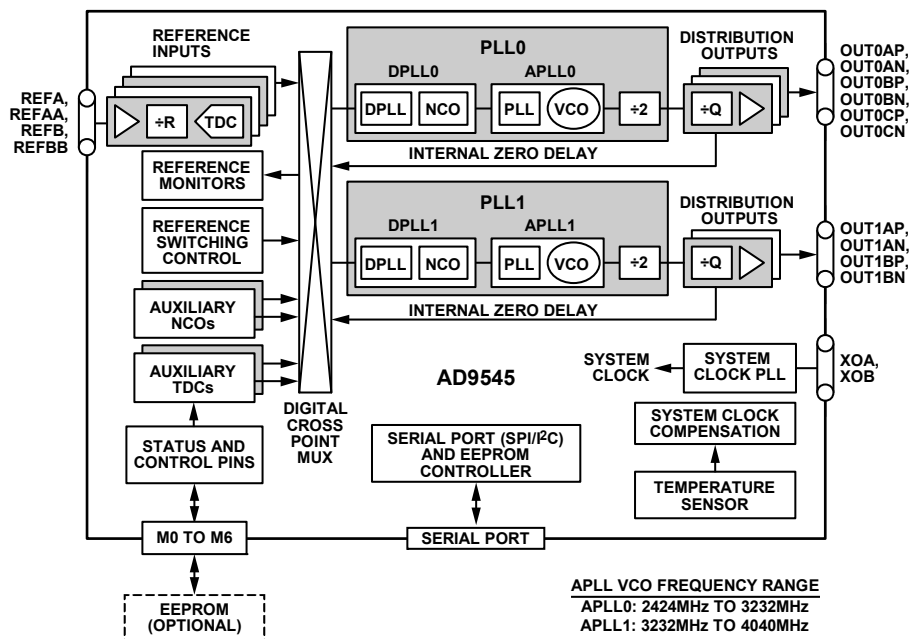 REFERENCE
INPUTS
REFA,
REFAA,
REFB,
REFBB
÷R
TDC
REFERENCE
MONITORS
REFERENCE
SWITCHING
CONTROL
AUXILIARY
NCOs
AUXILIARY
TDCs
STATUS AND
CONTROL PINS
M0 TO M6
EEPROM
(OPTIONAL)
DIGITAL
CROSS
POINT
MUX
PLL0
DPLL0
APLL0
DPLL
NCO
PLL
VCO
÷2
INTERNAL ZERO DELAY
DISTRIBUTION
OUTPUTS
÷Q
OUT0AP,
OUT0AN,
OUT0BP,
OUT0BN,
OUT0CP,
OUT0CN
PLL1
DPLL1
APLL1
DPLL
NCO
PLL
VCO
÷2
INTERNAL ZERO DELAY
DISTRIBUTION
OUTPUTS
÷Q
OUT1AP,
OUT1AN,
OUT1BP,
OUT1BN
AD9545
SYSTEM
CLOCK
SYSTEM
CLOCK PLL
XOA,
XOB
SYSTEM CLOCK
COMPENSATION
TEMPERATURE
SENSOR
SERIAL PORT (SPI/I²C)
AND EEPROM
CONTROLLER
SERIAL PORT
APLL VCO FREQUENCY RANGE
APLL0: 2424MHz TO 3232MHz
APLL1: 3232MHz TO 4040MHz